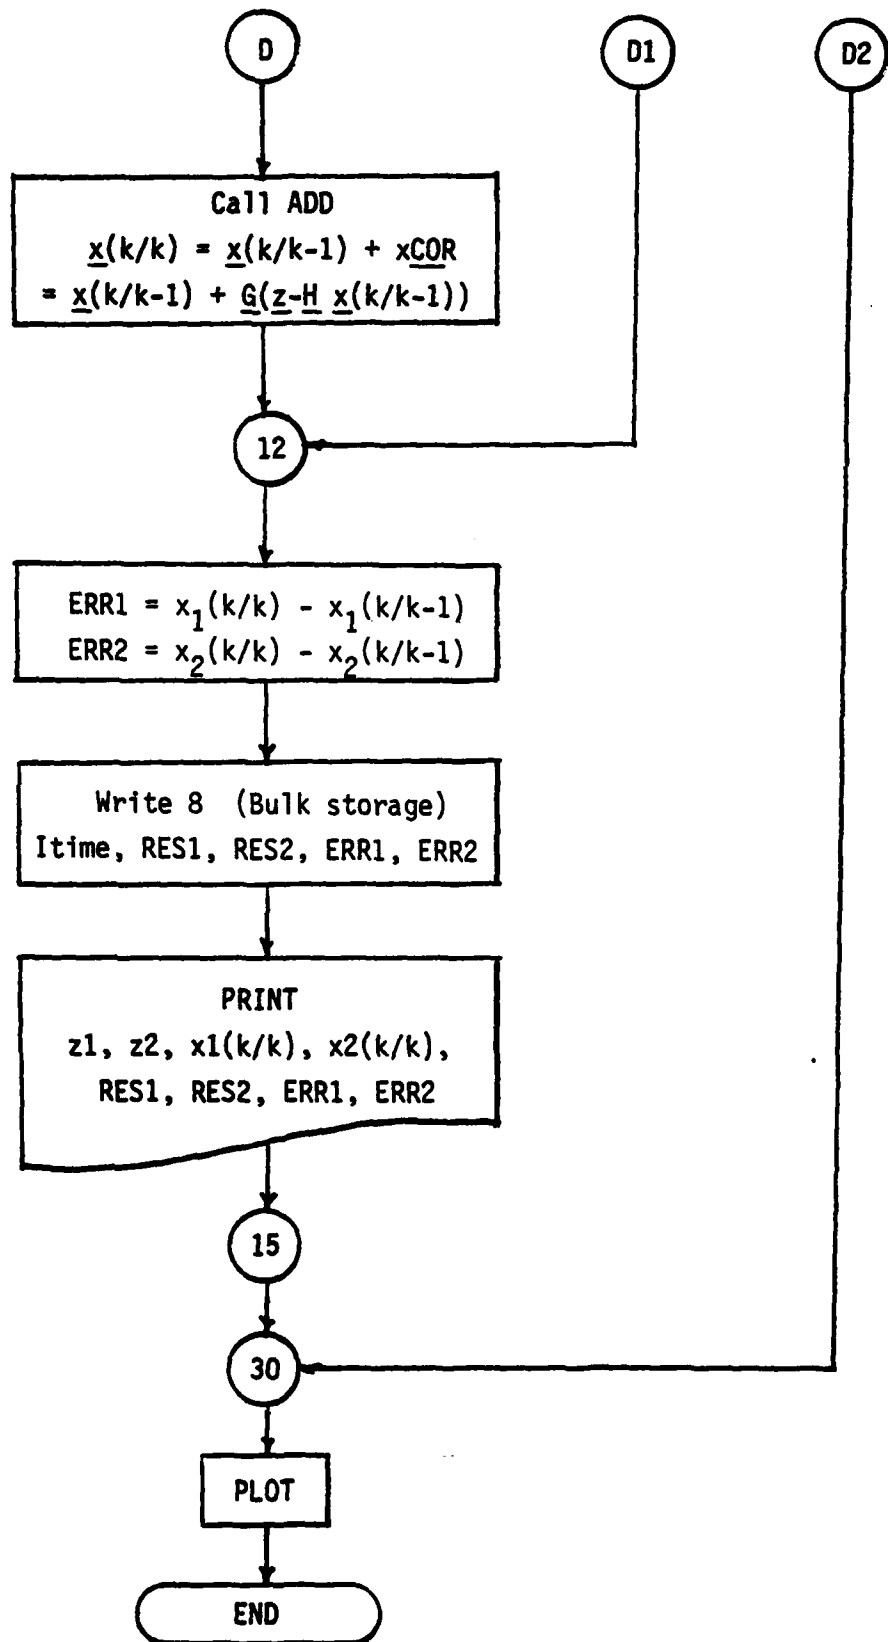 D D1 D2
Call ADD
x(k/k) = x(k/k-1) + xCOR
= x(k/k-1) + G(z-H x(k/k-1))
12
ERR1 = x₁(k/k) - x₁(k/k-1)
ERR2 = x₂(k/k) - x₂(k/k-1)
Write 8 (Bulk storage)
Itime, RES1, RES2, ERR1, ERR2
PRINT
z1, z2, x1(k/k), x2(k/k),
RES1, RES2, ERR1, ERR2
15
30
PLOT
END